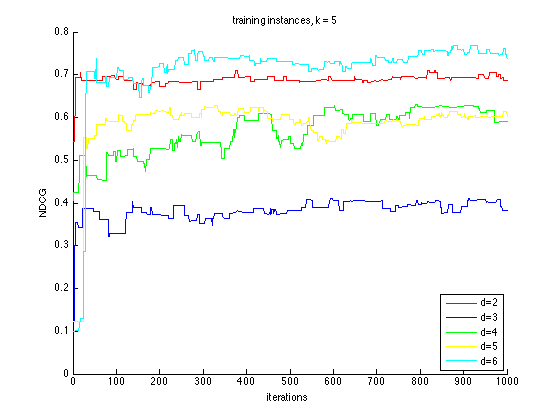 training instances, k = 5
NDCG
0.8
0.7
0.6
0.5
0.4
0.3
0.2
0.1
0
0 100 200 300 400 500 600 700 800 900 1000
iterations
d=2
d=3
d=4
d=5
d=6